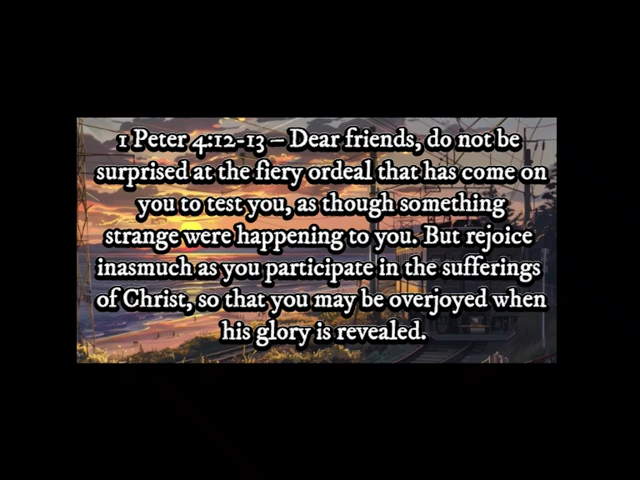 1 Peter 4:12-13 – Dear friends, do not be
surprised at the fiery ordeal that has come on
you to test you, as though something
strange were happening to you. But rejoice
inasmuch as you participate in the sufferings
of Christ, so that you may be overjoyed when
his glory is revealed.